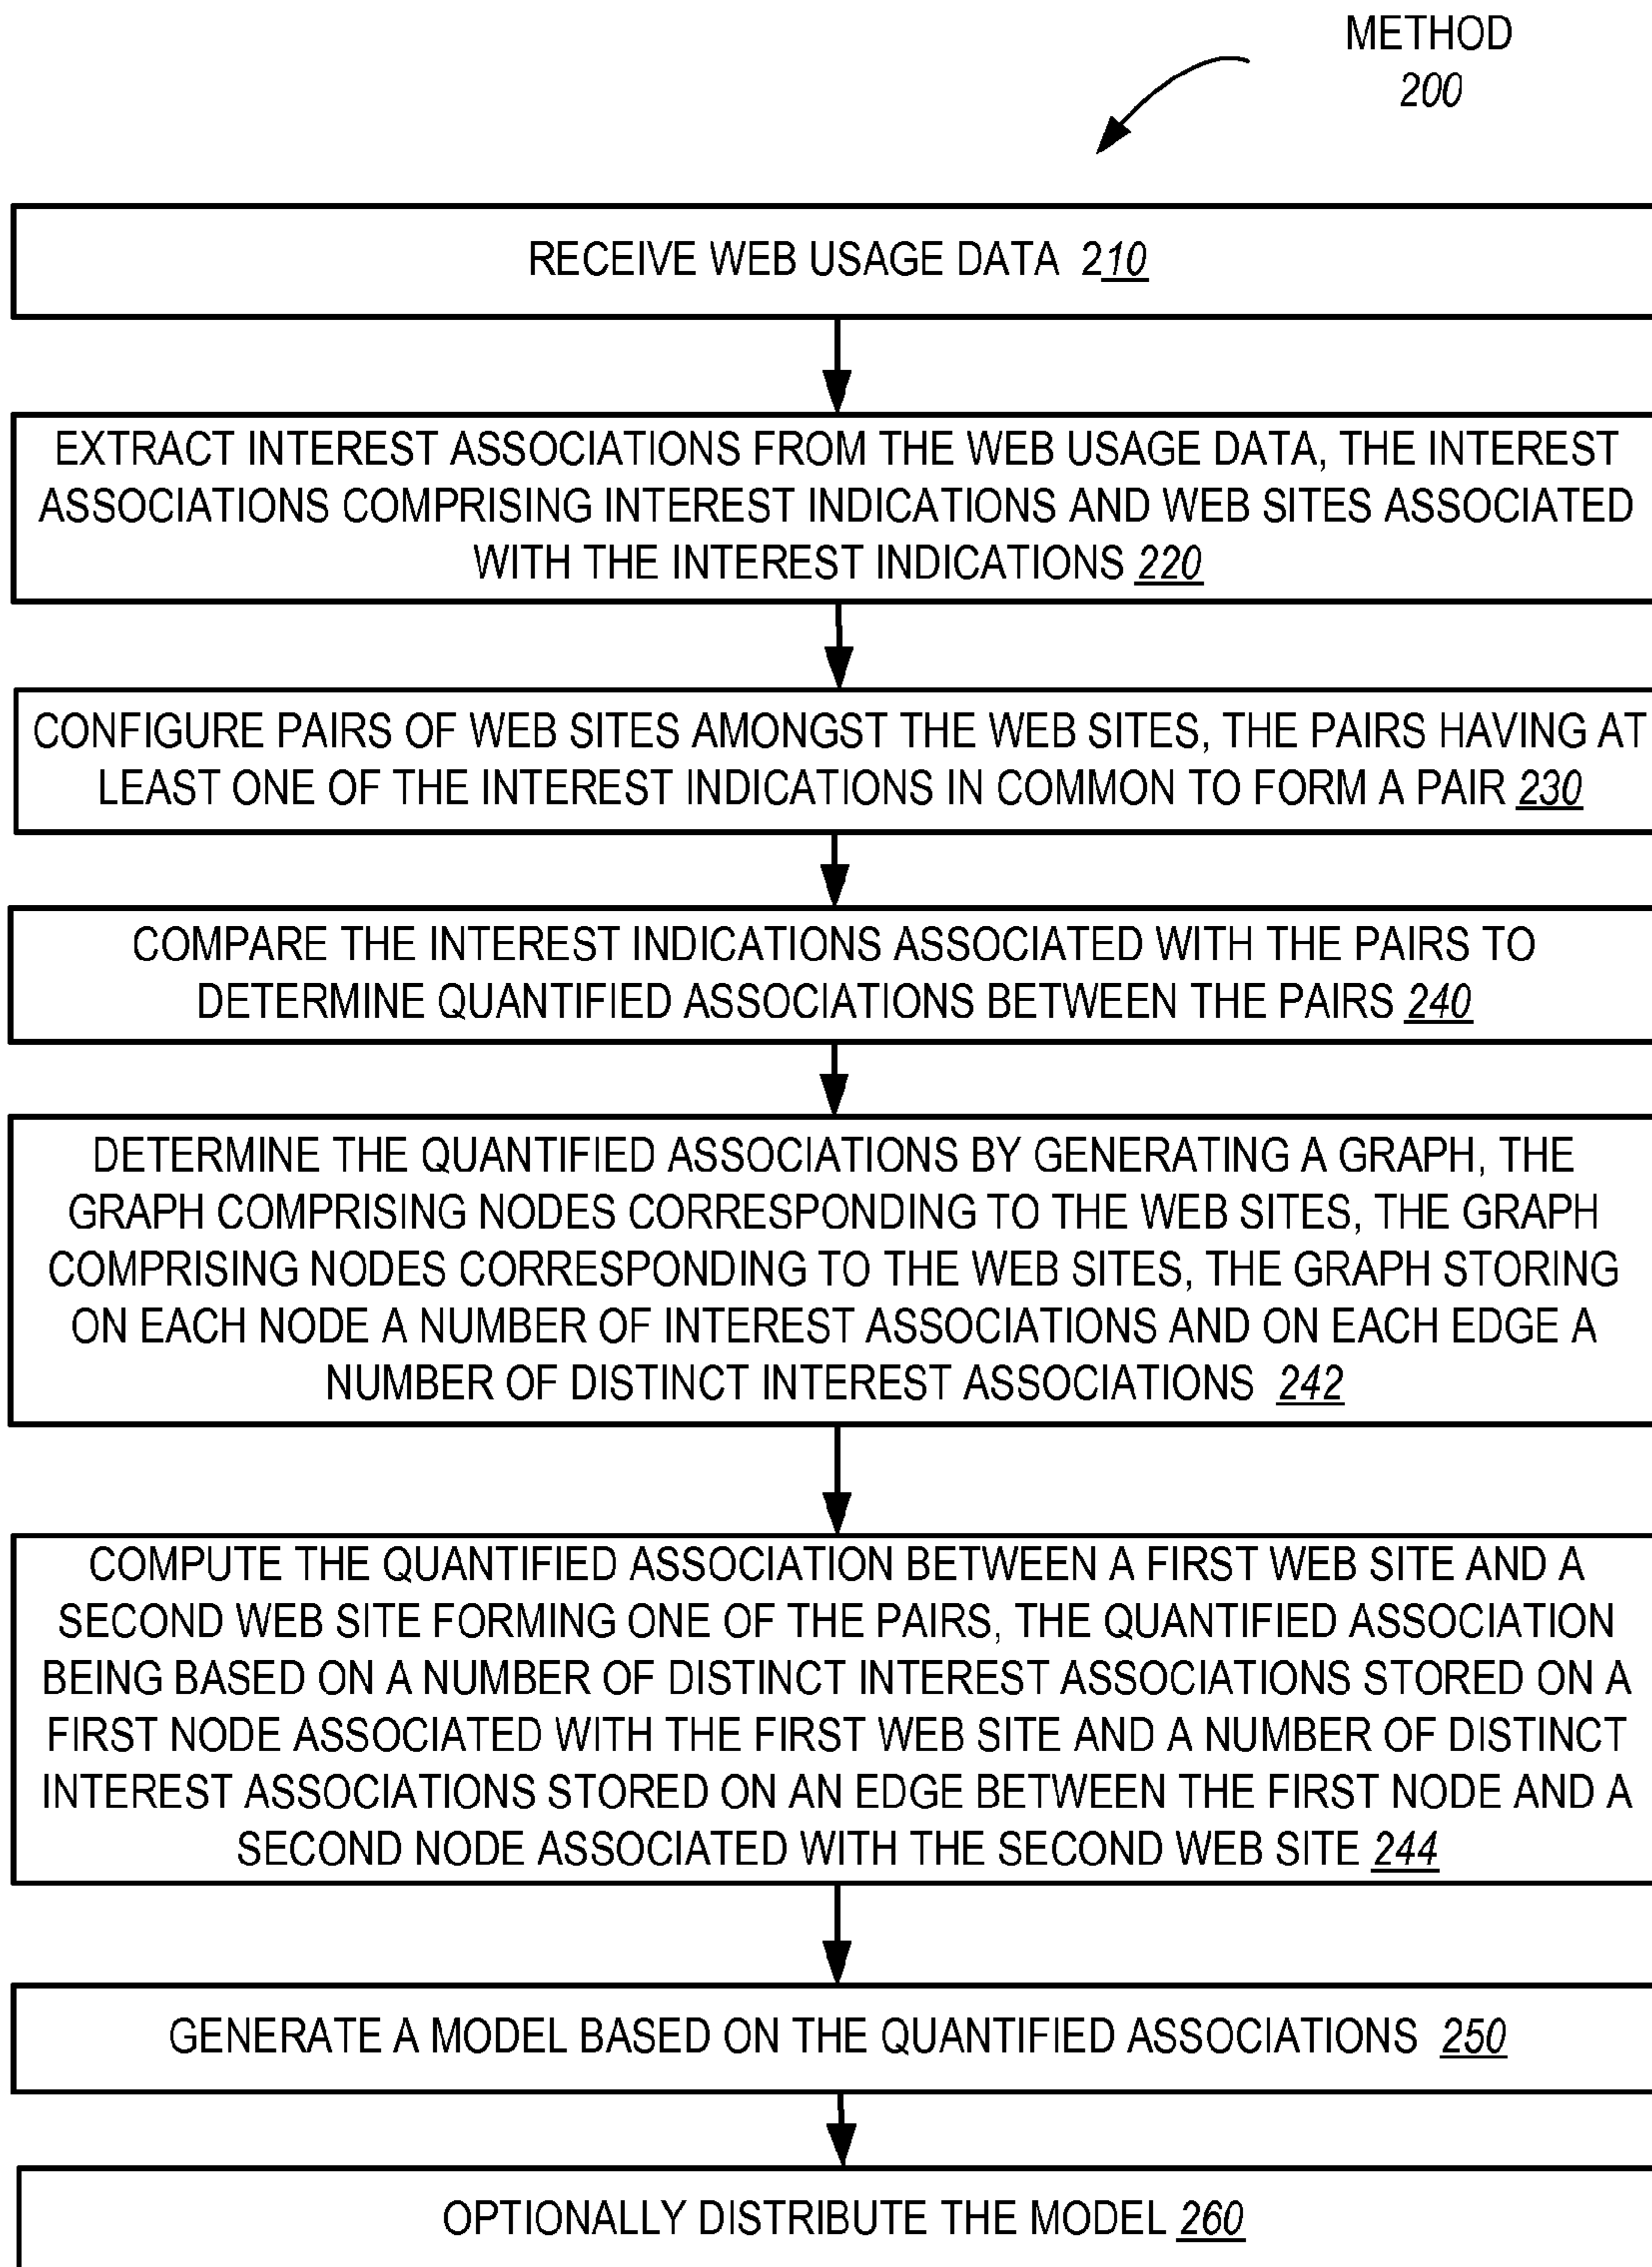 METHOD
200
RECEIVE WEB USAGE DATA 210
EXTRACT INTEREST ASSOCIATIONS FROM THE WEB USAGE DATA, THE INTEREST
ASSOCIATIONS COMPRISING INTEREST INDICATIONS AND WEB SITES ASSOCIATED
WITH THE INTEREST INDICATIONS 220
CONFIGURE PAIRS OF WEB SITES AMONGST THE WEB SITES, THE PAIRS HAVING AT
LEAST ONE OF THE INTEREST INDICATIONS IN COMMON TO FORM A PAIR 230
COMPARE THE INTEREST INDICATIONS ASSOCIATED WITH THE PAIRS TO
DETERMINE QUANTIFIED ASSOCIATIONS BETWEEN THE PAIRS 240
DETERMINE THE QUANTIFIED ASSOCIATIONS BY GENERATING A GRAPH, THE
GRAPH COMPRISING NODES CORRESPONDING TO THE WEB SITES, THE GRAPH
COMPRISING NODES CORRESPONDING TO THE WEB SITES, THE GRAPH STORING
ON EACH NODE A NUMBER OF INTEREST ASSOCIATIONS AND ON EACH EDGE A
NUMBER OF DISTINCT INTEREST ASSOCIATIONS 242
COMPUTE THE QUANTIFIED ASSOCIATION BETWEEN A FIRST WEB SITE AND A
SECOND WEB SITE FORMING ONE OF THE PAIRS, THE QUANTIFIED ASSOCIATION
BEING BASED ON A NUMBER OF DISTINCT INTEREST ASSOCIATIONS STORED ON A
FIRST NODE ASSOCIATED WITH THE FIRST WEB SITE AND A NUMBER OF DISTINCT
INTEREST ASSOCIATIONS STORED ON AN EDGE BETWEEN THE FIRST NODE AND A
SECOND NODE ASSOCIATED WITH THE SECOND WEB SITE 244
GENERATE A MODEL BASED ON THE QUANTIFIED ASSOCIATIONS 250
OPTIONALLY DISTRIBUTE THE MODEL 260